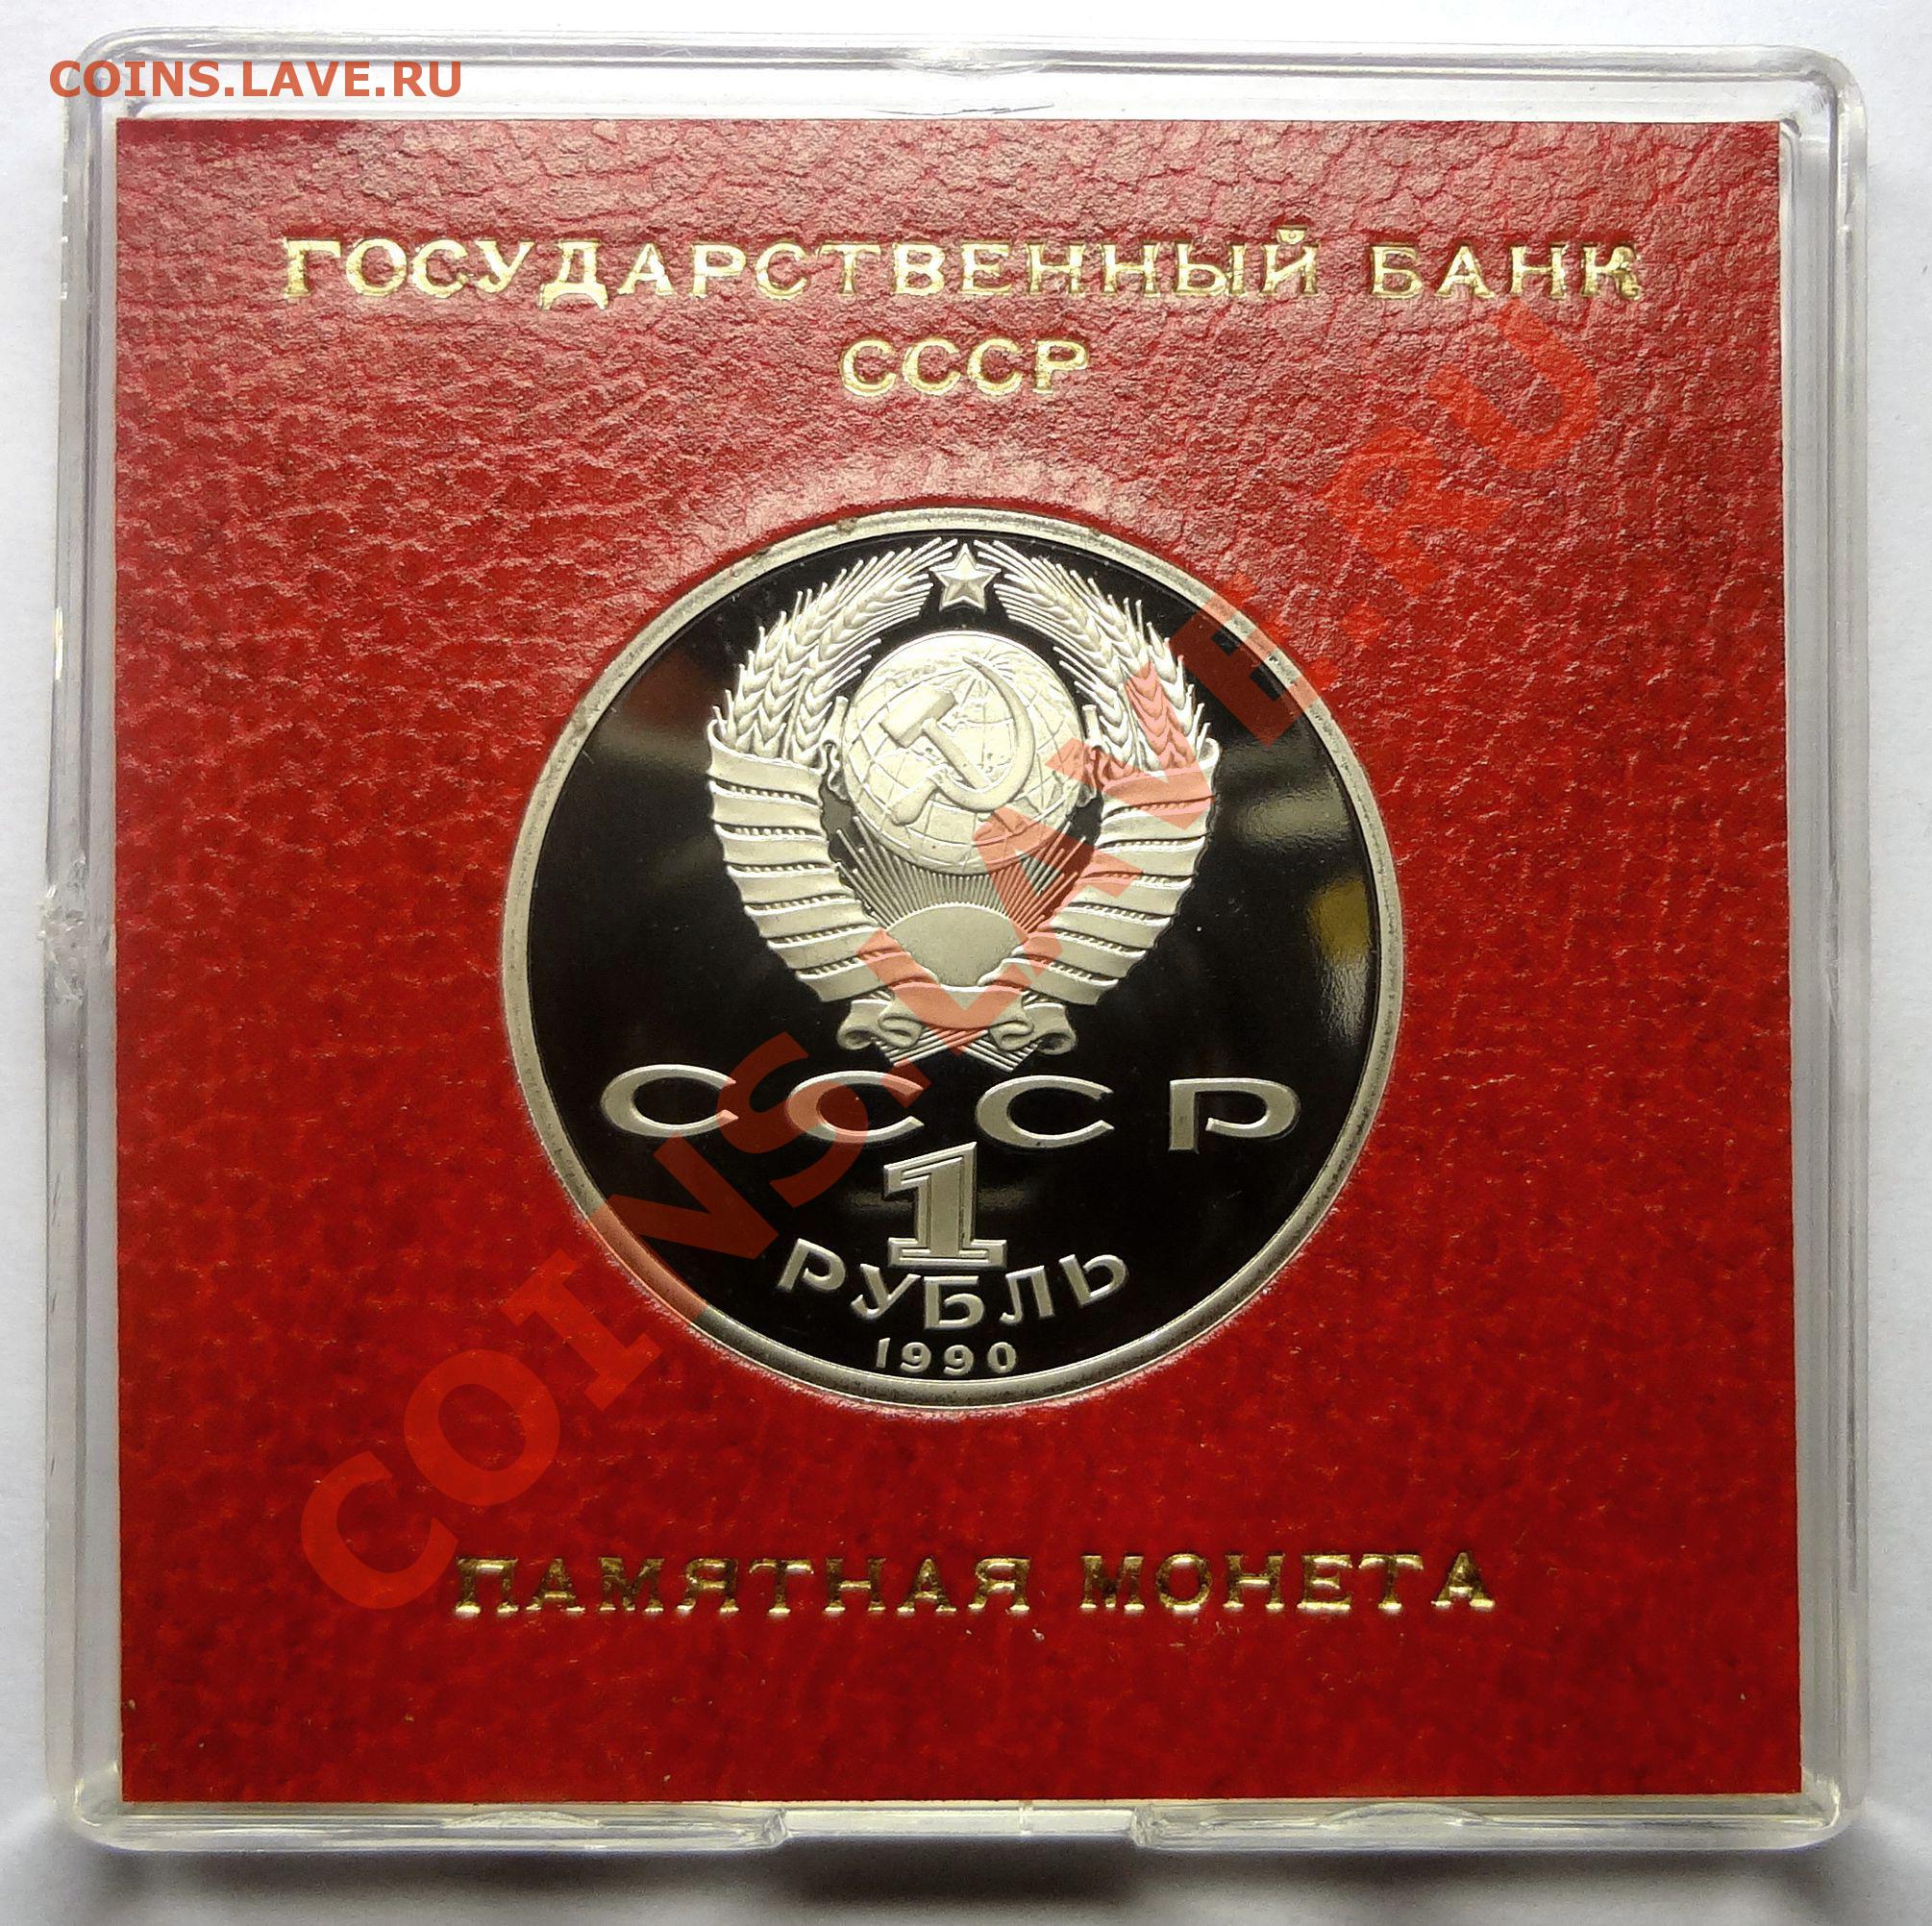 COINS.LAVE.RU
ГОСУДАРСТВЕННЫЙ БАНК
СССР
СССР
1
РУБЛЬ
1990
ПАМЯТНАЯ МОНЕТА
COINS.LAVE.RU